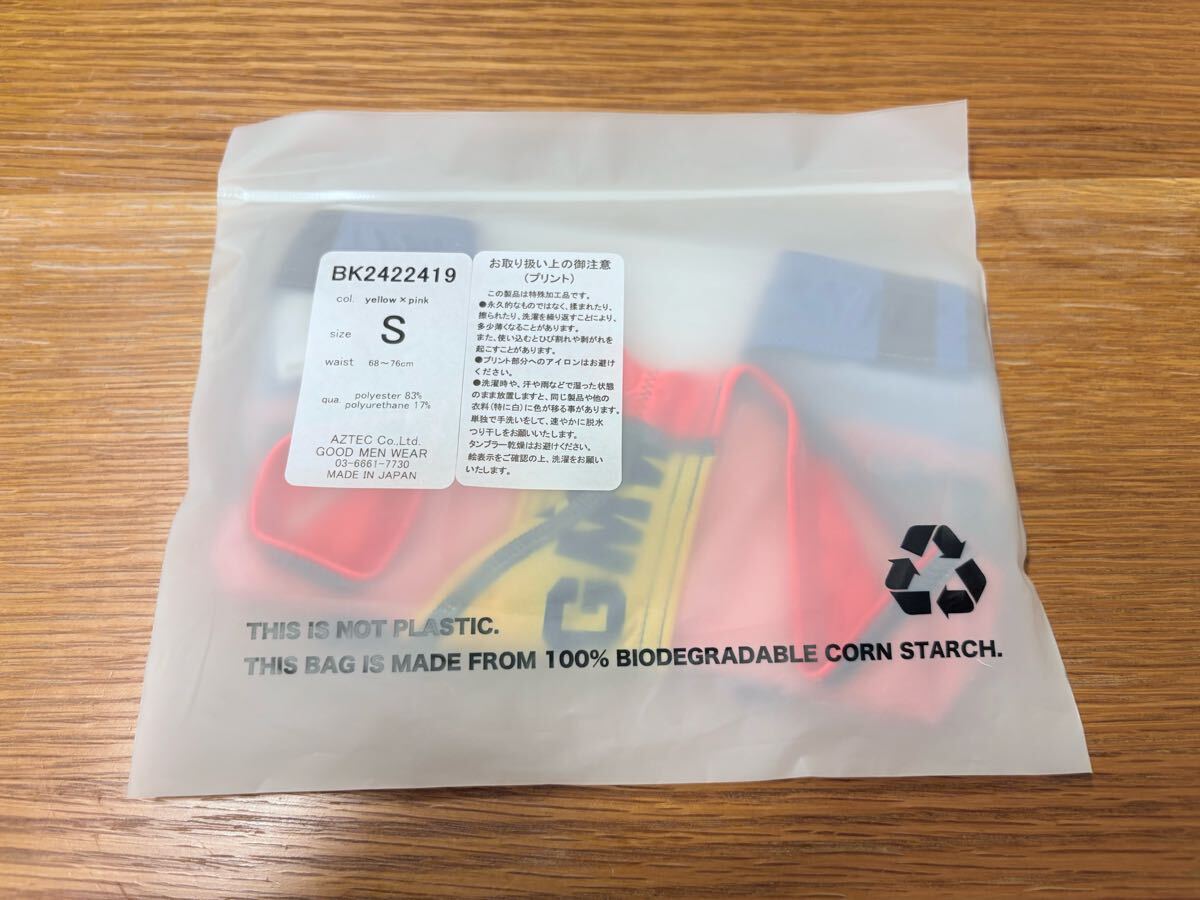 BK2422419
col. yellow×pink
size S
waist 68〜76cm
qua. polyester 83%
polyurethane 17%
AZTEC Co.,Ltd.
GOOD MEN WEAR
03-6661-7730
MADE IN JAPAN
お取り扱い上の御注意
(プリント)
この製品は特殊加工品です。
●永久的なものではなく、揉まれたり、
擦られたり、洗濯を繰り返すことにより、
多少薄くなることがあります。
また、使い込むとひび割れや剥がれを
起こすことがあります。
●プリント部分へのアイロンはお避け
ください。
●洗濯時や、汗や雨などで湿った状態
のまま放置しますと、同じ製品や他の
衣料(特に白)に色が移る事があります。
単独で手洗いをして、速やかに脱水
つり干しをお願いいたします。
タンブラー乾燥はお避けください。
絵表示をご確認の上、洗濯をお願い
いたします。
GMW
THIS IS NOT PLASTIC.
THIS BAG IS MADE FROM 100% BIODEGRADABLE CORN STARCH.